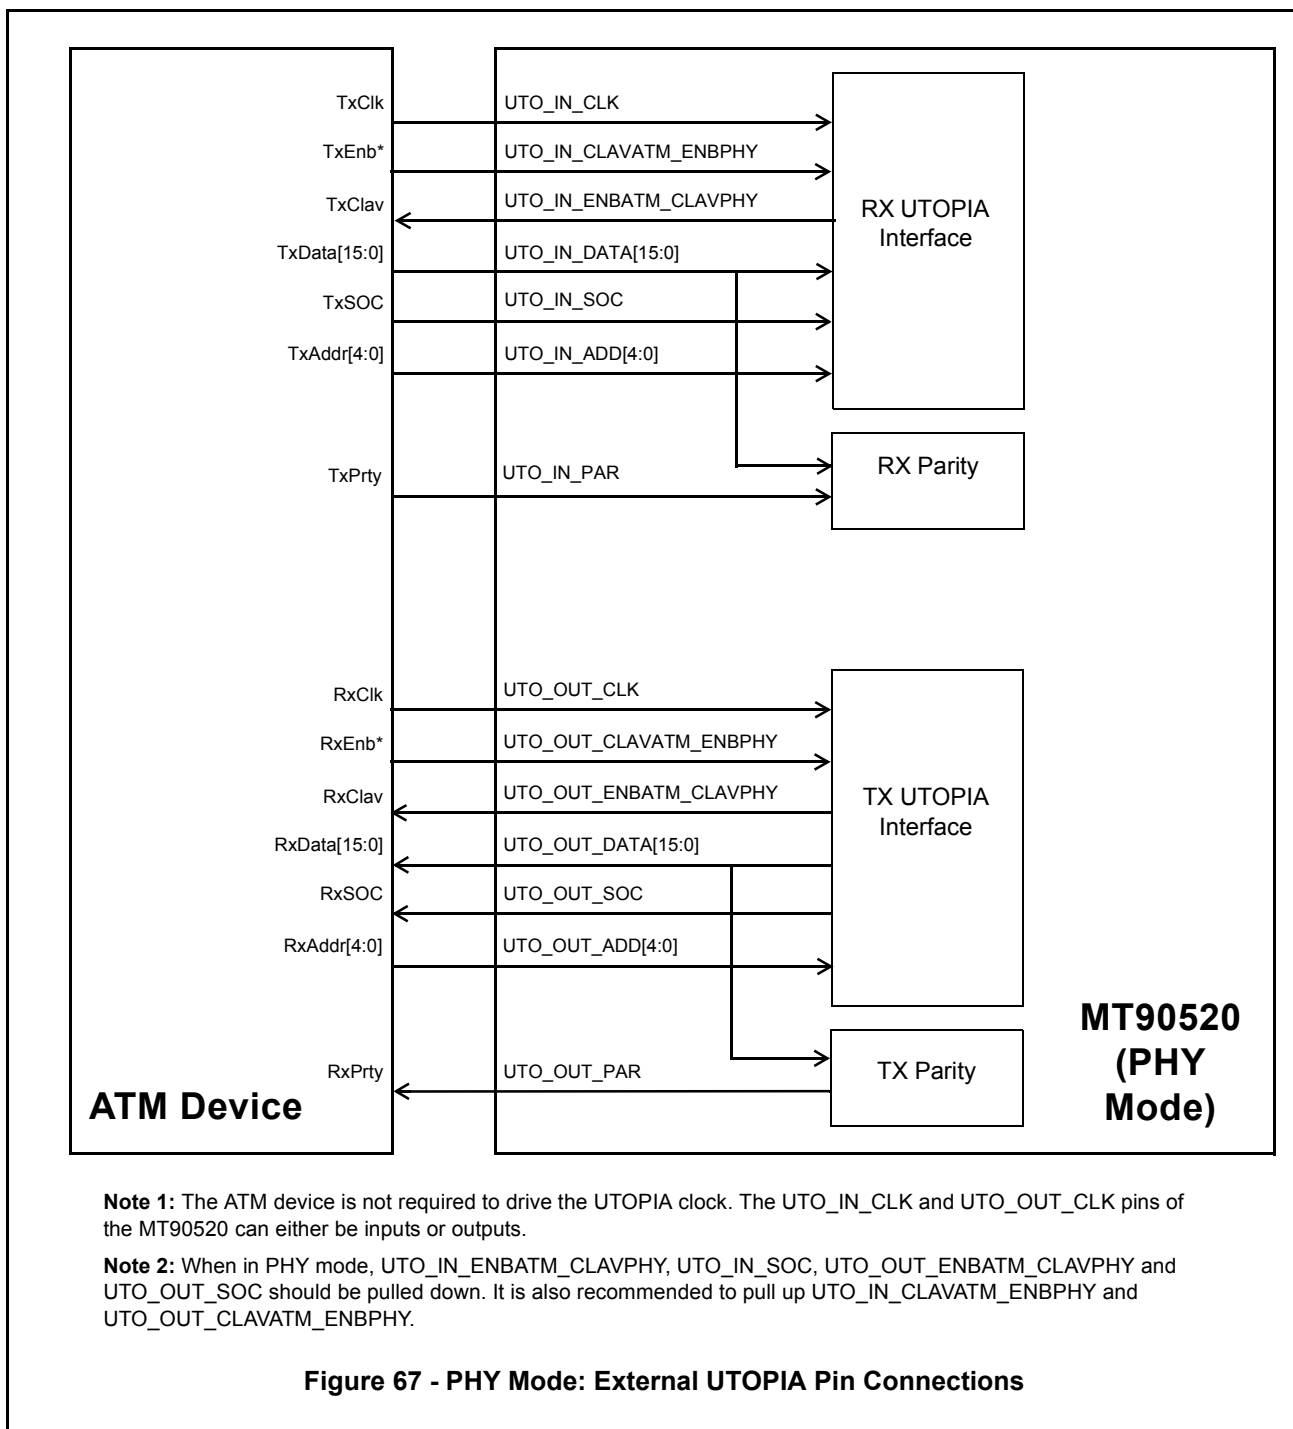 TxClk
UTO_IN_CLK
TxEnb*
UTO_IN_CLAVATM_ENBPHY
TxClav
UTO_IN_ENBATM_CLAVPHY
RX UTOPIA
Interface
TxData[15:0]
UTO_IN_DATA[15:0]
TxSOC
UTO_IN_SOC
TxAddr[4:0]
UTO_IN_ADD[4:0]
TxPrty
UTO_IN_PAR
RX Parity
RxClk
UTO_OUT_CLK
RxEnb*
UTO_OUT_CLAVATM_ENBPHY
RxClav
UTO_OUT_ENBATM_CLAVPHY
TX UTOPIA
Interface
RxData[15:0]
UTO_OUT_DATA[15:0]
RxSOC
UTO_OUT_SOC
RxAddr[4:0]
UTO_OUT_ADD[4:0]
RxPrty
UTO_OUT_PAR
TX Parity
ATM Device
MT90520
(PHY
Mode)
Note 1: The ATM device is not required to drive the UTOPIA clock. The UTO_IN_CLK and UTO_OUT_CLK pins of
the MT90520 can either be inputs or outputs.
Note 2: When in PHY mode, UTO_IN_ENBATM_CLAVPHY, UTO_IN_SOC, UTO_OUT_ENBATM_CLAVPHY and
UTO_OUT_SOC should be pulled down. It is also recommended to pull up UTO_IN_CLAVATM_ENBPHY and
UTO_OUT_CLAVATM_ENBPHY.
Figure 67 - PHY Mode: External UTOPIA Pin Connections